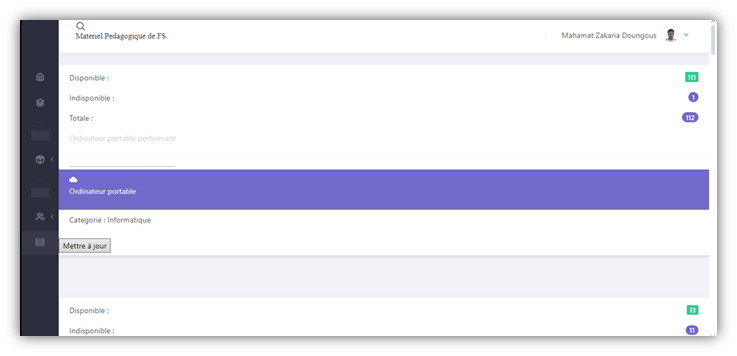 Materiel Pedagogique de FS
Mahamat Zakaria Doungous
Disponible : 111
Indisponible : 1
Totale : 112
Ordinateur portable performant
Ordinateur portable
Categorie : Informatique
Mettre à jour
Disponible : 13
Indisponible : 11